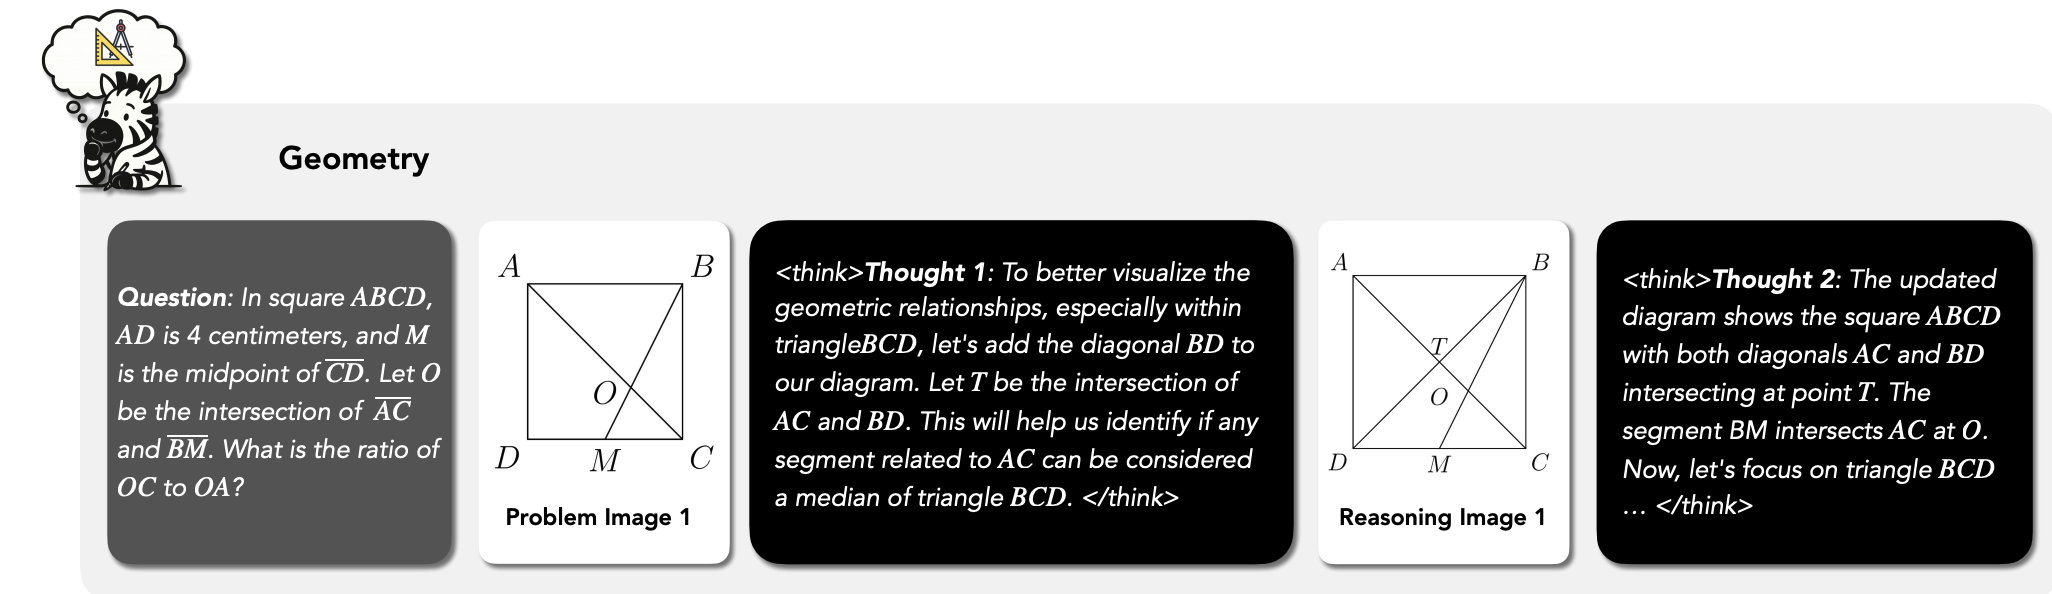 Geometry
Question: In square ABCD,
AD is 4 centimeters, and M
is the midpoint of C̅D̅. Let O
be the intersection of A̅C̅
and B̅M̅. What is the ratio of
OC to OA?
A B
O
D M C
Problem Image 1
<think>Thought 1: To better visualize the
geometric relationships, especially within
triangleBCD, let's add the diagonal BD to
our diagram. Let T be the intersection of
AC and BD. This will help us identify if any
segment related to AC can be considered
a median of triangle BCD. </think>
A B
T
O
D M C
Reasoning Image 1
<think>Thought 2: The updated
diagram shows the square ABCD
with both diagonals AC and BD
intersecting at point T. The
segment BM intersects AC at O.
Now, let's focus on triangle BCD
... </think>